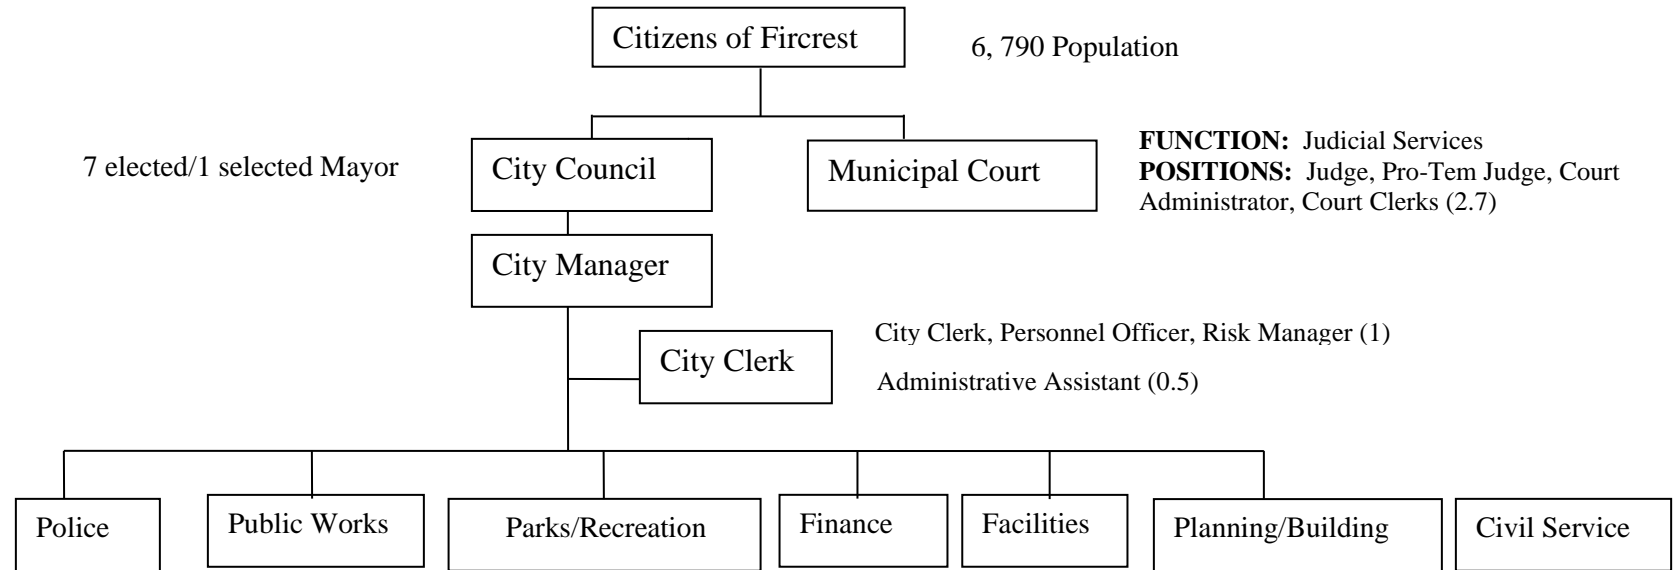 Citizens of Fircrest
6, 790 Population
7 elected/1 selected Mayor
City Council
Municipal Court
FUNCTION: Judicial Services
POSITIONS: Judge, Pro-Tem Judge, Court
Administrator, Court Clerks (2.7)
City Manager
City Clerk
City Clerk, Personnel Officer, Risk Manager (1)
Administrative Assistant (0.5)
Police
Public Works
Parks/Recreation
Finance
Facilities
Planning/Building
Civil Service